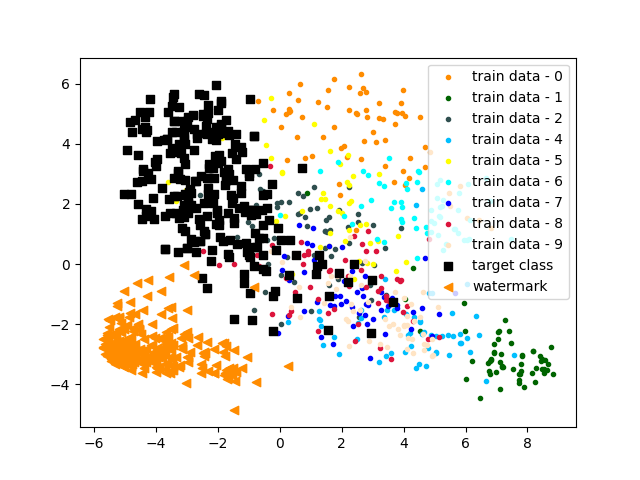 train data - 0
train data - 1
train data - 2
train data - 4
train data - 5
train data - 6
train data - 7
train data - 8
train data - 9
target class
watermark
6
4
2
0
−2
−4
−6 −4 −2 0 2 4 6 8